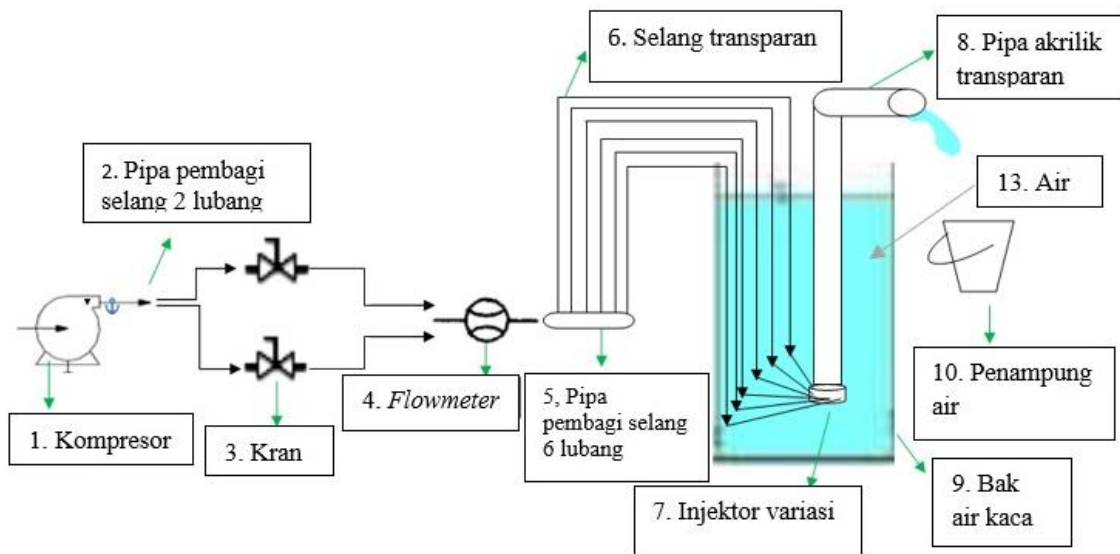 6. Selang transparan
8. Pipa akrilik
transparan
2. Pipa pembagi
selang 2 lubang
13. Air
1. Kompresor
3. Kran
4. Flowmeter
5, Pipa
pembagi selang
6 lubang
10. Penampung
air
7. Injektor variasi
9. Bak
air kaca